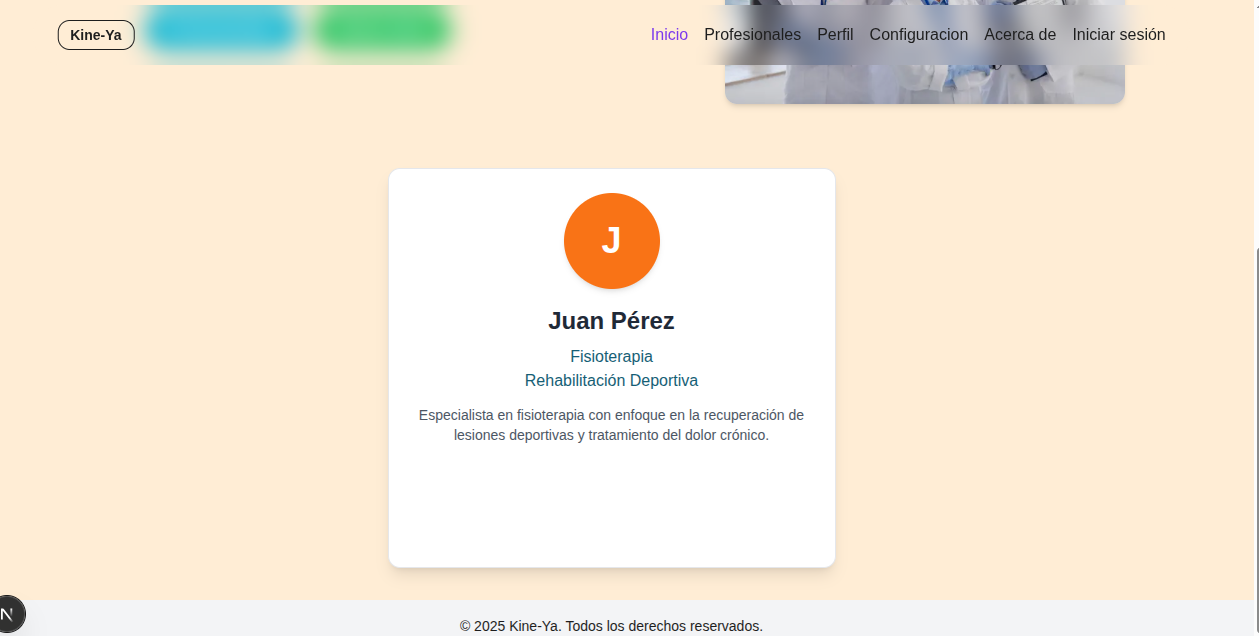 Kine-Ya
Inicio Profesionales Perfil Configuracion Acerca de Iniciar sesión
J
Juan Pérez
Fisioterapia
Rehabilitación Deportiva
Especialista en fisioterapia con enfoque en la recuperación de
lesiones deportivas y tratamiento del dolor crónico.
N
© 2025 Kine-Ya. Todos los derechos reservados.